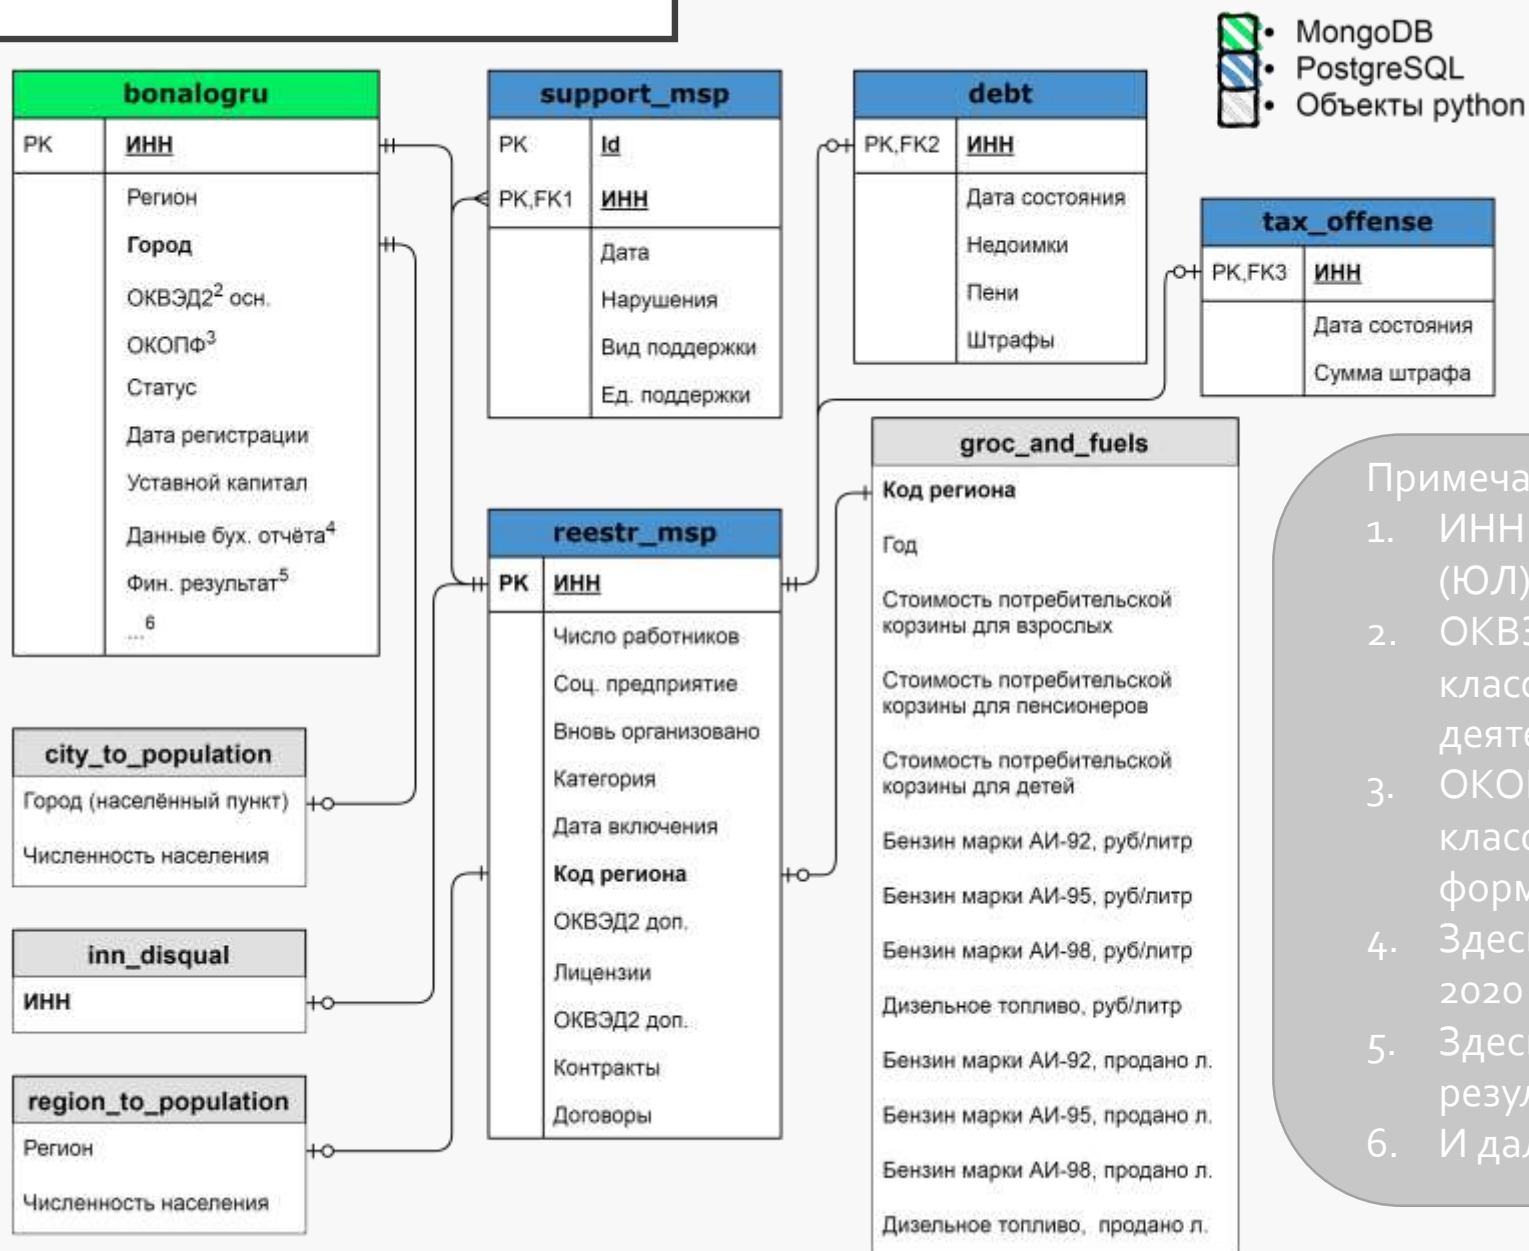 MongoDB
PostgreSQL
Объекты python
bonalogru
PK ИНН
Регион
Город
ОКВЭД2² осн.
ОКОПФ³
Статус
Дата регистрации
Уставной капитал
Данные бух. отчёта⁴
Фин. результат⁵
...⁶
support_msp
PK Id
PK,FK1 ИНН
Дата
Нарушения
Вид поддержки
Ед. поддержки
debt
PK,FK2 ИНН
Дата состояния
Недоимки
Пени
Штрафы
tax_offense
PK,FK3 ИНН
Дата состояния
Сумма штрафа
reestr_msp
PK ИНН
Число работников
Соц. предприятие
Вновь организовано
Категория
Дата включения
Код региона
ОКВЭД2 доп.
Лицензии
ОКВЭД2 доп.
Контракты
Договоры
groc_and_fuels
Код региона
Год
Стоимость потребительской
корзины для взрослых
Стоимость потребительской
корзины для пенсионеров
Стоимость потребительской
корзины для детей
Бензин марки АИ-92, руб/литр
Бензин марки АИ-95, руб/литр
Бензин марки АИ-98, руб/литр
Дизельное топливо, руб/литр
Бензин марки АИ-92, продано л.
Бензин марки АИ-95, продано л.
Бензин марки АИ-98, продано л.
Дизельное топливо, продано л.
city_to_population
Город (населённый пункт)
Численность населения
inn_disqual
ИНН
region_to_population
Регион
Численность населения
1. ИНН
(ЮЛ)
2.
3.
4.
2020
5.
6. И